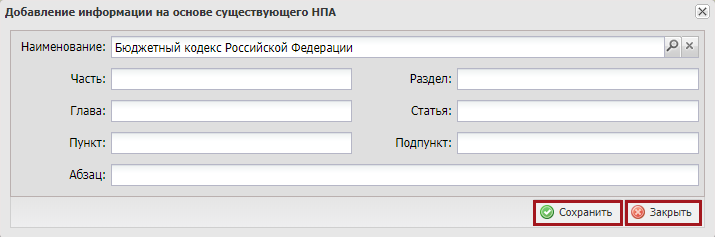 Добавление информации на основе существующего НПА
Наименование: Бюджетный кодекс Российской Федерации
Часть: Раздел:
Глава: Статья:
Пункт: Подпункт:
Абзац:
Сохранить Закрыть